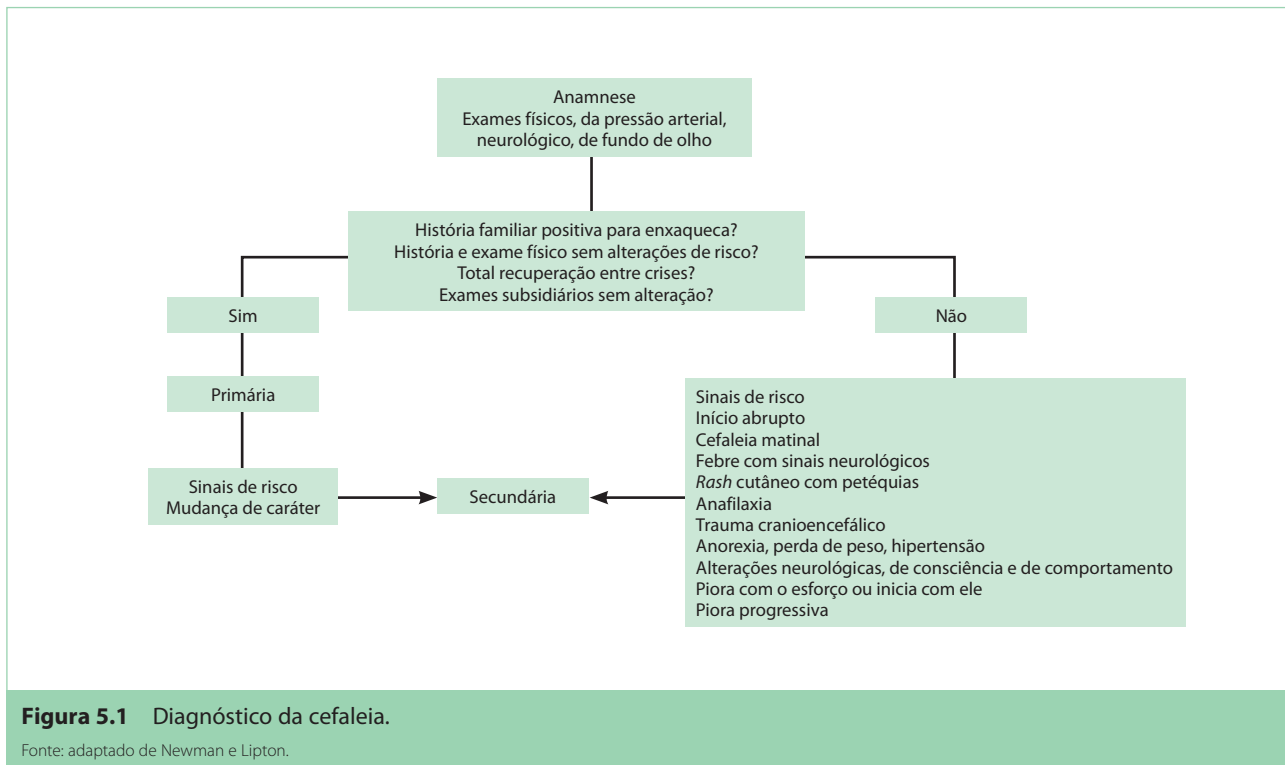 Anamnese
Exames físicos, da pressão arterial,
neurológico, de fundo de olho
História familiar positiva para enxaqueca?
História e exame físico sem alterações de risco?
Total recuperação entre crises?
Exames subsidiários sem alteração?
Sim
Não
Primária
Sinais de risco
Mudança de caráter
Secundária
Sinais de risco
Início abrupto
Cefaleia matinal
Febre com sinais neurológicos
Rash cutâneo com petéquias
Anafilaxia
Trauma cranioencefálico
Anorexia, perda de peso, hipertensão
Alterações neurológicas, de consciência e de comportamento
Piora com o esforço ou inicia com ele
Piora progressiva
Figura 5.1 Diagnóstico da cefaleia.
Fonte: adaptado de Newman e Lipton.